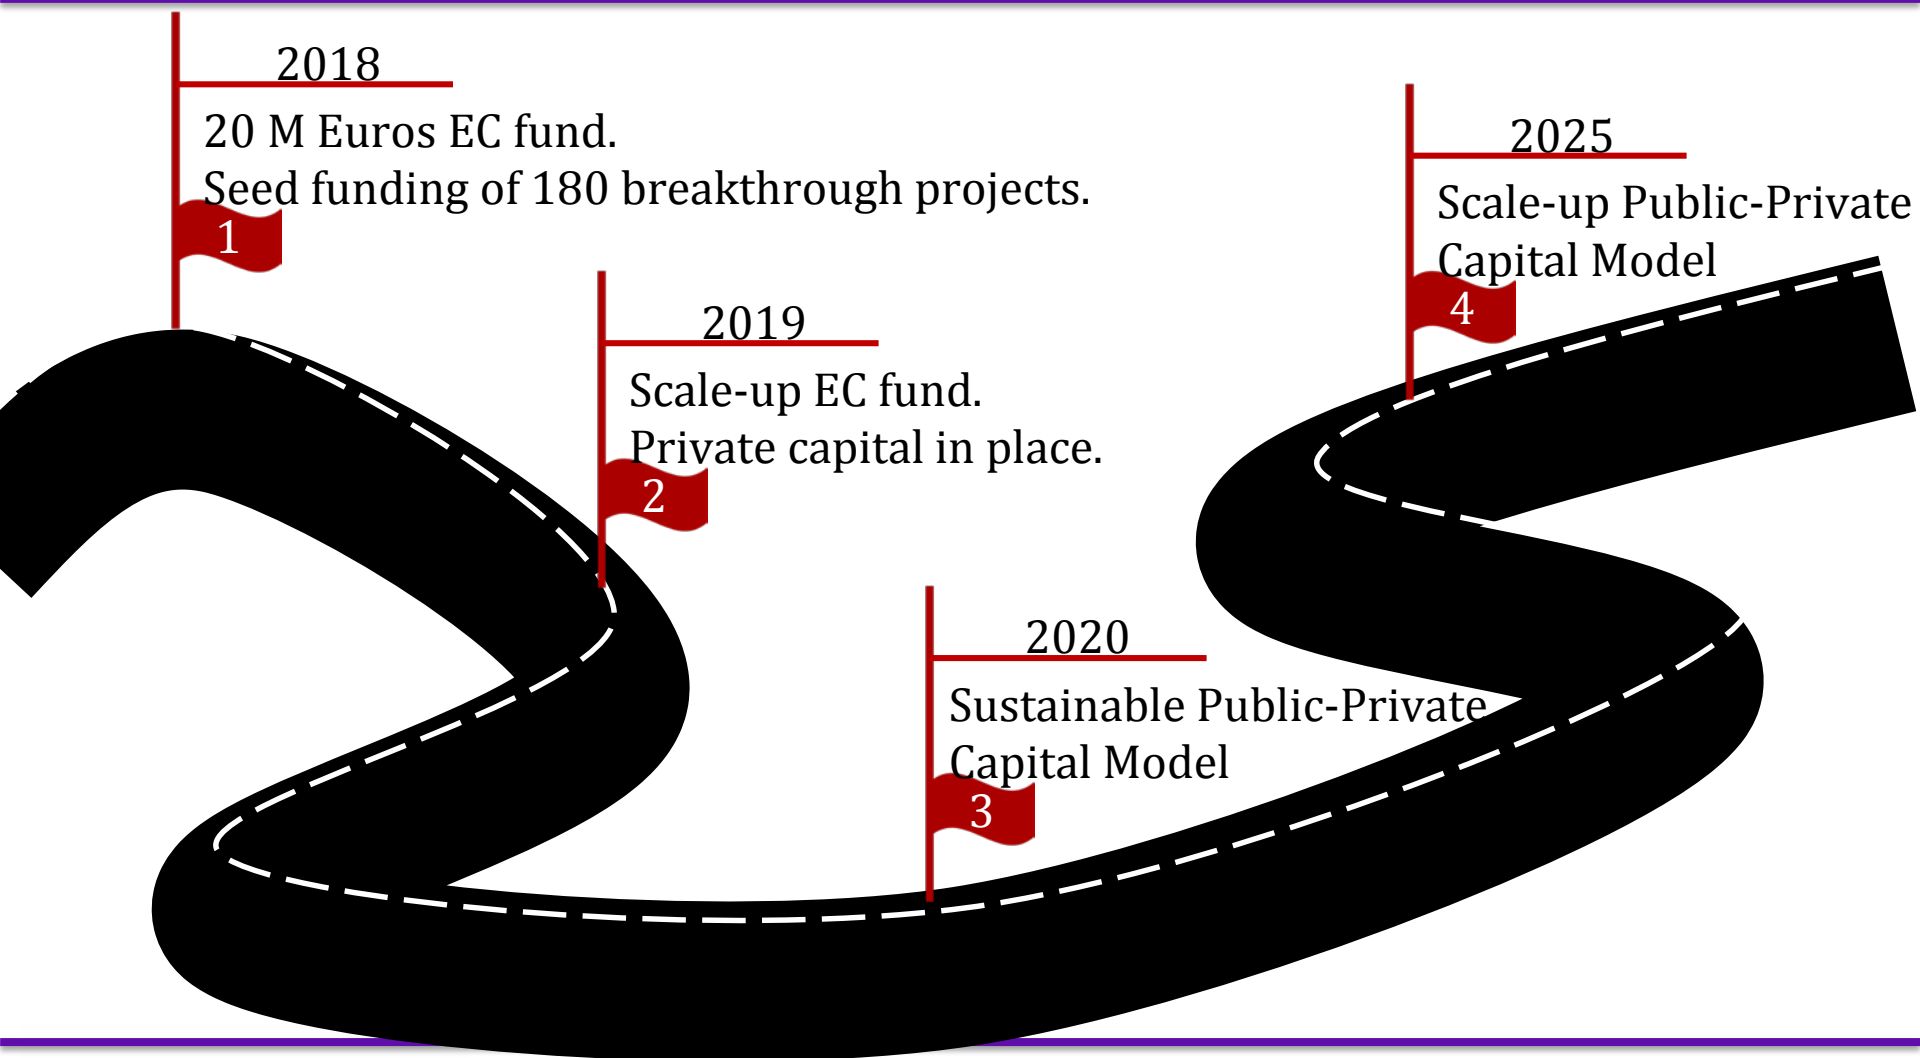 2018
20 M Euros EC fund.
Seed funding of 180 breakthrough projects.
1
2019
Scale-up EC fund.
Private capital in place.
2
2020
Sustainable Public-Private
Capital Model
3
2025
Scale-up Public-Private
Capital Model
4